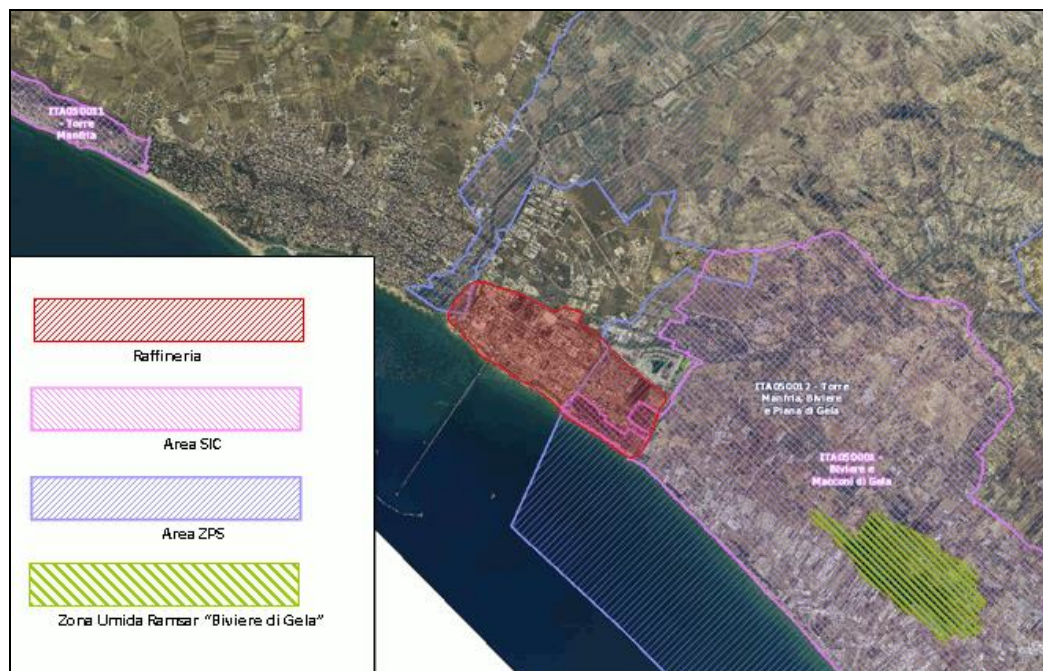 ITA050011
- Torre
Manfria
Raffineria
Area SIC
Area ZPS
Zona Umida Ramsar "Biviere di Gela"
ITA050012 - Torre
Manfria, Biviere
e Piana di Gela
ITA050001 -
Biviere e
Macconi di Gela